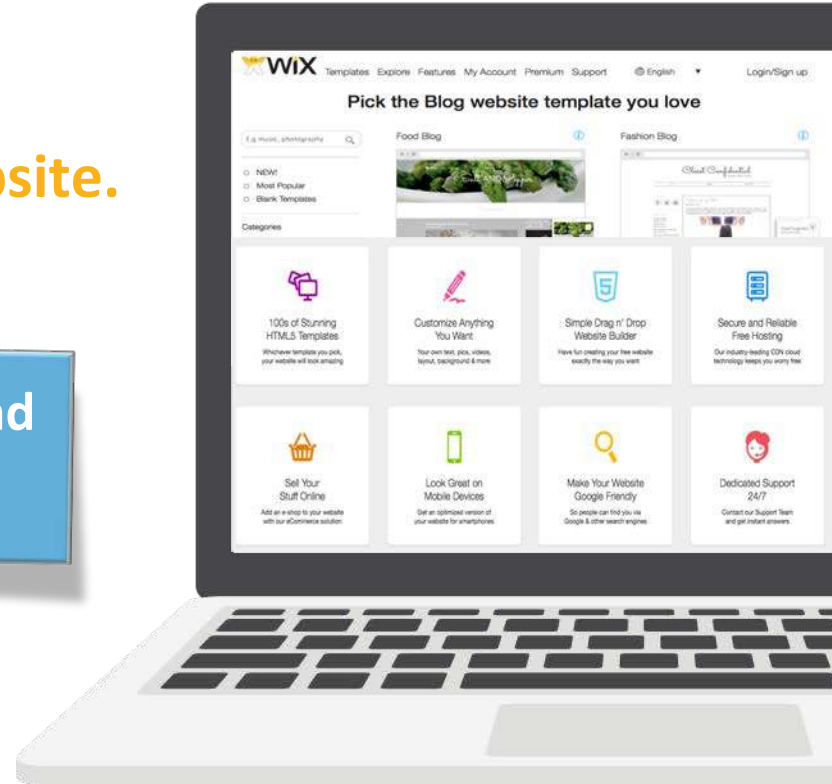 WiX Templates Explore Features My Account Premium Support English Login/Sign up
Pick the Blog website template you love
E.g music, photography
Food Blog
Fashion Blog
NEW!
Most Popular
Blank Templates
Categories
Closet Confidential
bsite.
nd
100s of Stunning
HTML5 Templates
Whichever template you pick,
your website will look amazing
Customize Anything
You Want
Your own text, pics, videos,
layout, background & more
5
Simple Drag n' Drop
Website Builder
Have fun creating your free website
exactly the way you want
Secure and Reliable
Free Hosting
Our industry-leading CDN cloud
technology keeps you worry free
Sell Your
Stuff Online
Add an e-shop to your website
with our eCommerce solution
Look Great on
Mobile Devices
Get an optimized version of
your website for smartphones
Make Your Website
Google Friendly
So people can find you via
Google & other search engines
Dedicated Support
24/7
Contact our Support Team
and get instant answers